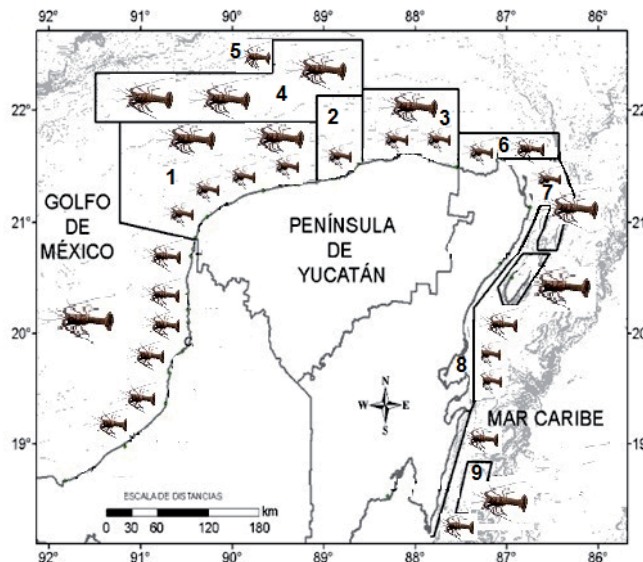 92° 91° 90° 89° 88° 87° 86°
5
22°
22°
4
2
3
6
1
7
21°
21°
GOLFO
DE
MÉXICO
PENÍNSULA
DE
YUCATÁN
20°
20°
8
N
W E
S
MAR CARIBE
19°
19°
9
ESCALA DE DISTANCIAS
km
0 30 60 120 180
92° 91° 90° 89° 88° 87° 86°